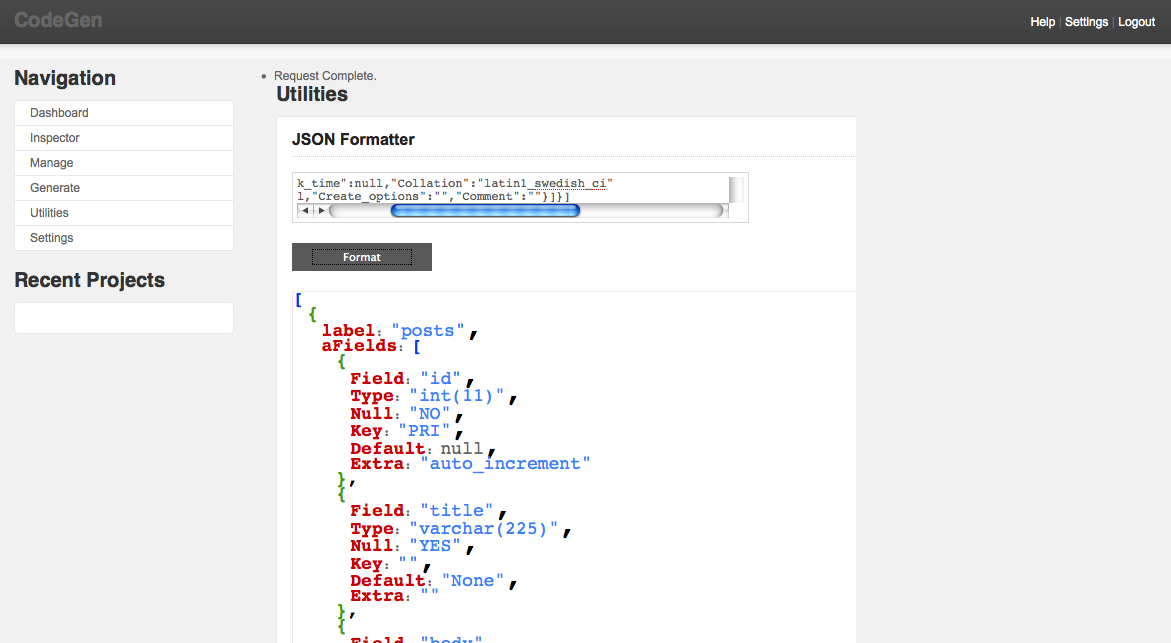 CodeGen
Help | Settings | Logout
Navigation
Dashboard
Inspector
Manage
Generate
Utilities
Settings
Recent Projects
• Request Complete.
Utilities
JSON Formatter
k_time":null,"Collation":"latin1_swedish_ci"
l,"Create_options":"","Comment":""}]}]
Format
[
{
label: "posts",
aFields: [
{
Field: "id",
Type: "int(11)",
Null: "NO",
Key: "PRI",
Default: null,
Extra: "auto_increment"
},
{
Field: "title",
Type: "varchar(225)",
Null: "YES",
Key: "",
Default: "None",
Extra: ""
},
{
Field: "body"